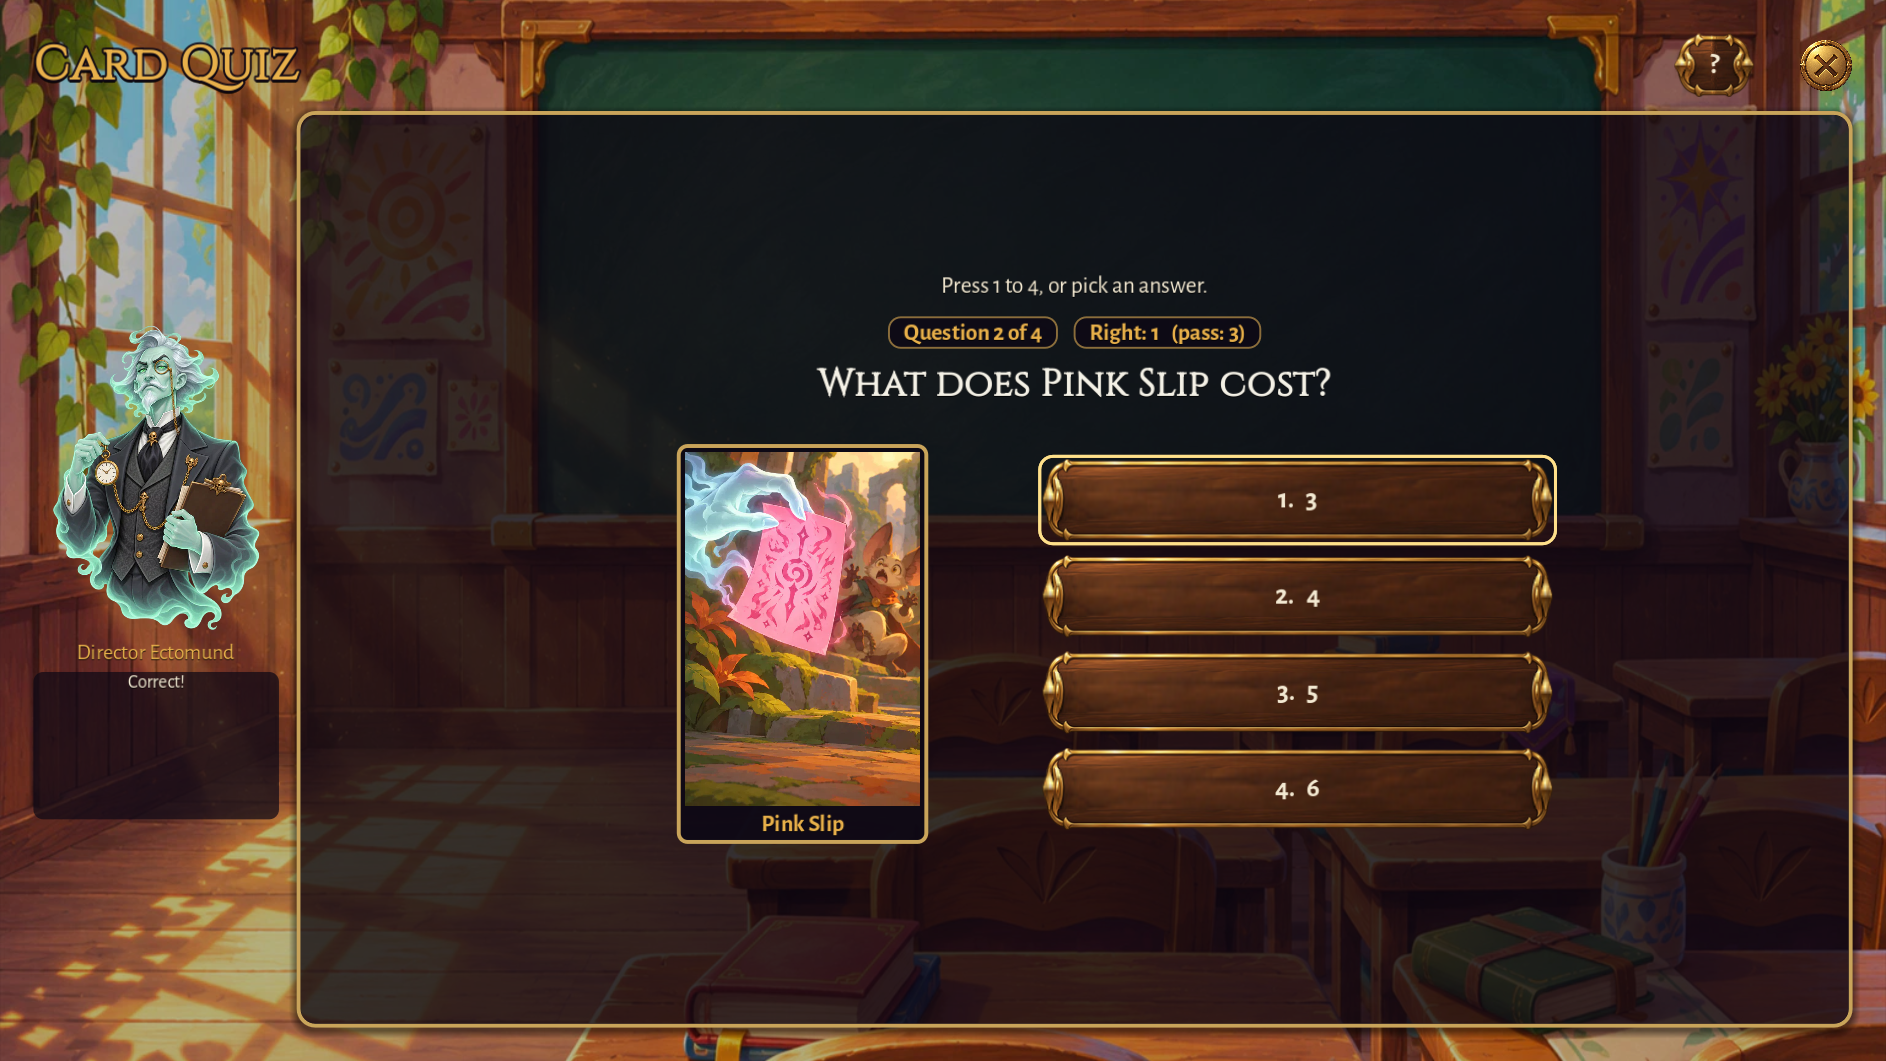 Card Quiz
?
Press 1 to 4, or pick an answer.
Question 2 of 4
Right: 1 (pass: 3)
What does Pink Slip cost?
1. 3
2. 4
3. 5
4. 6
Pink Slip
Director Ectomund
Correct!